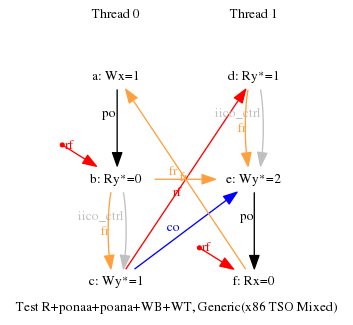 Thread 0 Thread 1
a: Wx=1 d: Ry*=1
po iico_ctrl
fr
rf
fr fr
b: Ry*=0 e: Wy*=2
rf
iico_ctrl po
fr co
rf
c: Wy*=1 f: Rx=0
Test R+ponaa+poana+WB+WT, Generic(x86 TSO Mixed)